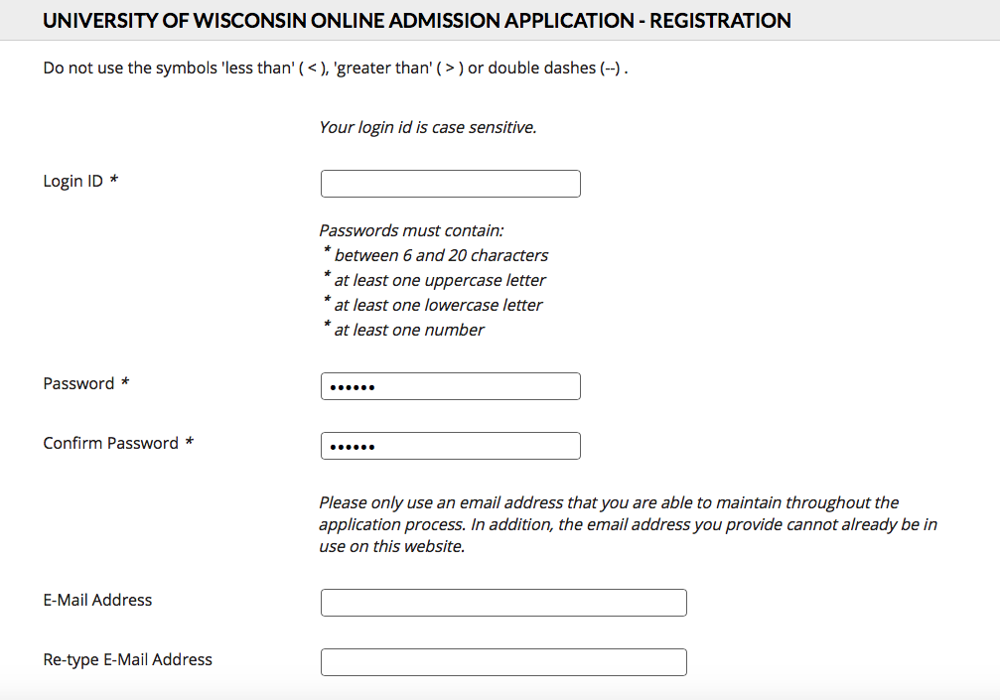 UNIVERSITY OF WISCONSIN ONLINE ADMISSION APPLICATION - REGISTRATION
Do not use the symbols 'less than' ( < ), 'greater than' ( > ) or double dashes (--) .
Your login id is case sensitive.
Login ID *
Passwords must contain:
* between 6 and 20 characters
* at least one uppercase letter
* at least one lowercase letter
* at least one number
Password * ••••••
Confirm Password * ••••••
Please only use an email address that you are able to maintain throughout the
application process. In addition, the email address you provide cannot already be in
use on this website.
E-Mail Address
Re-type E-Mail Address